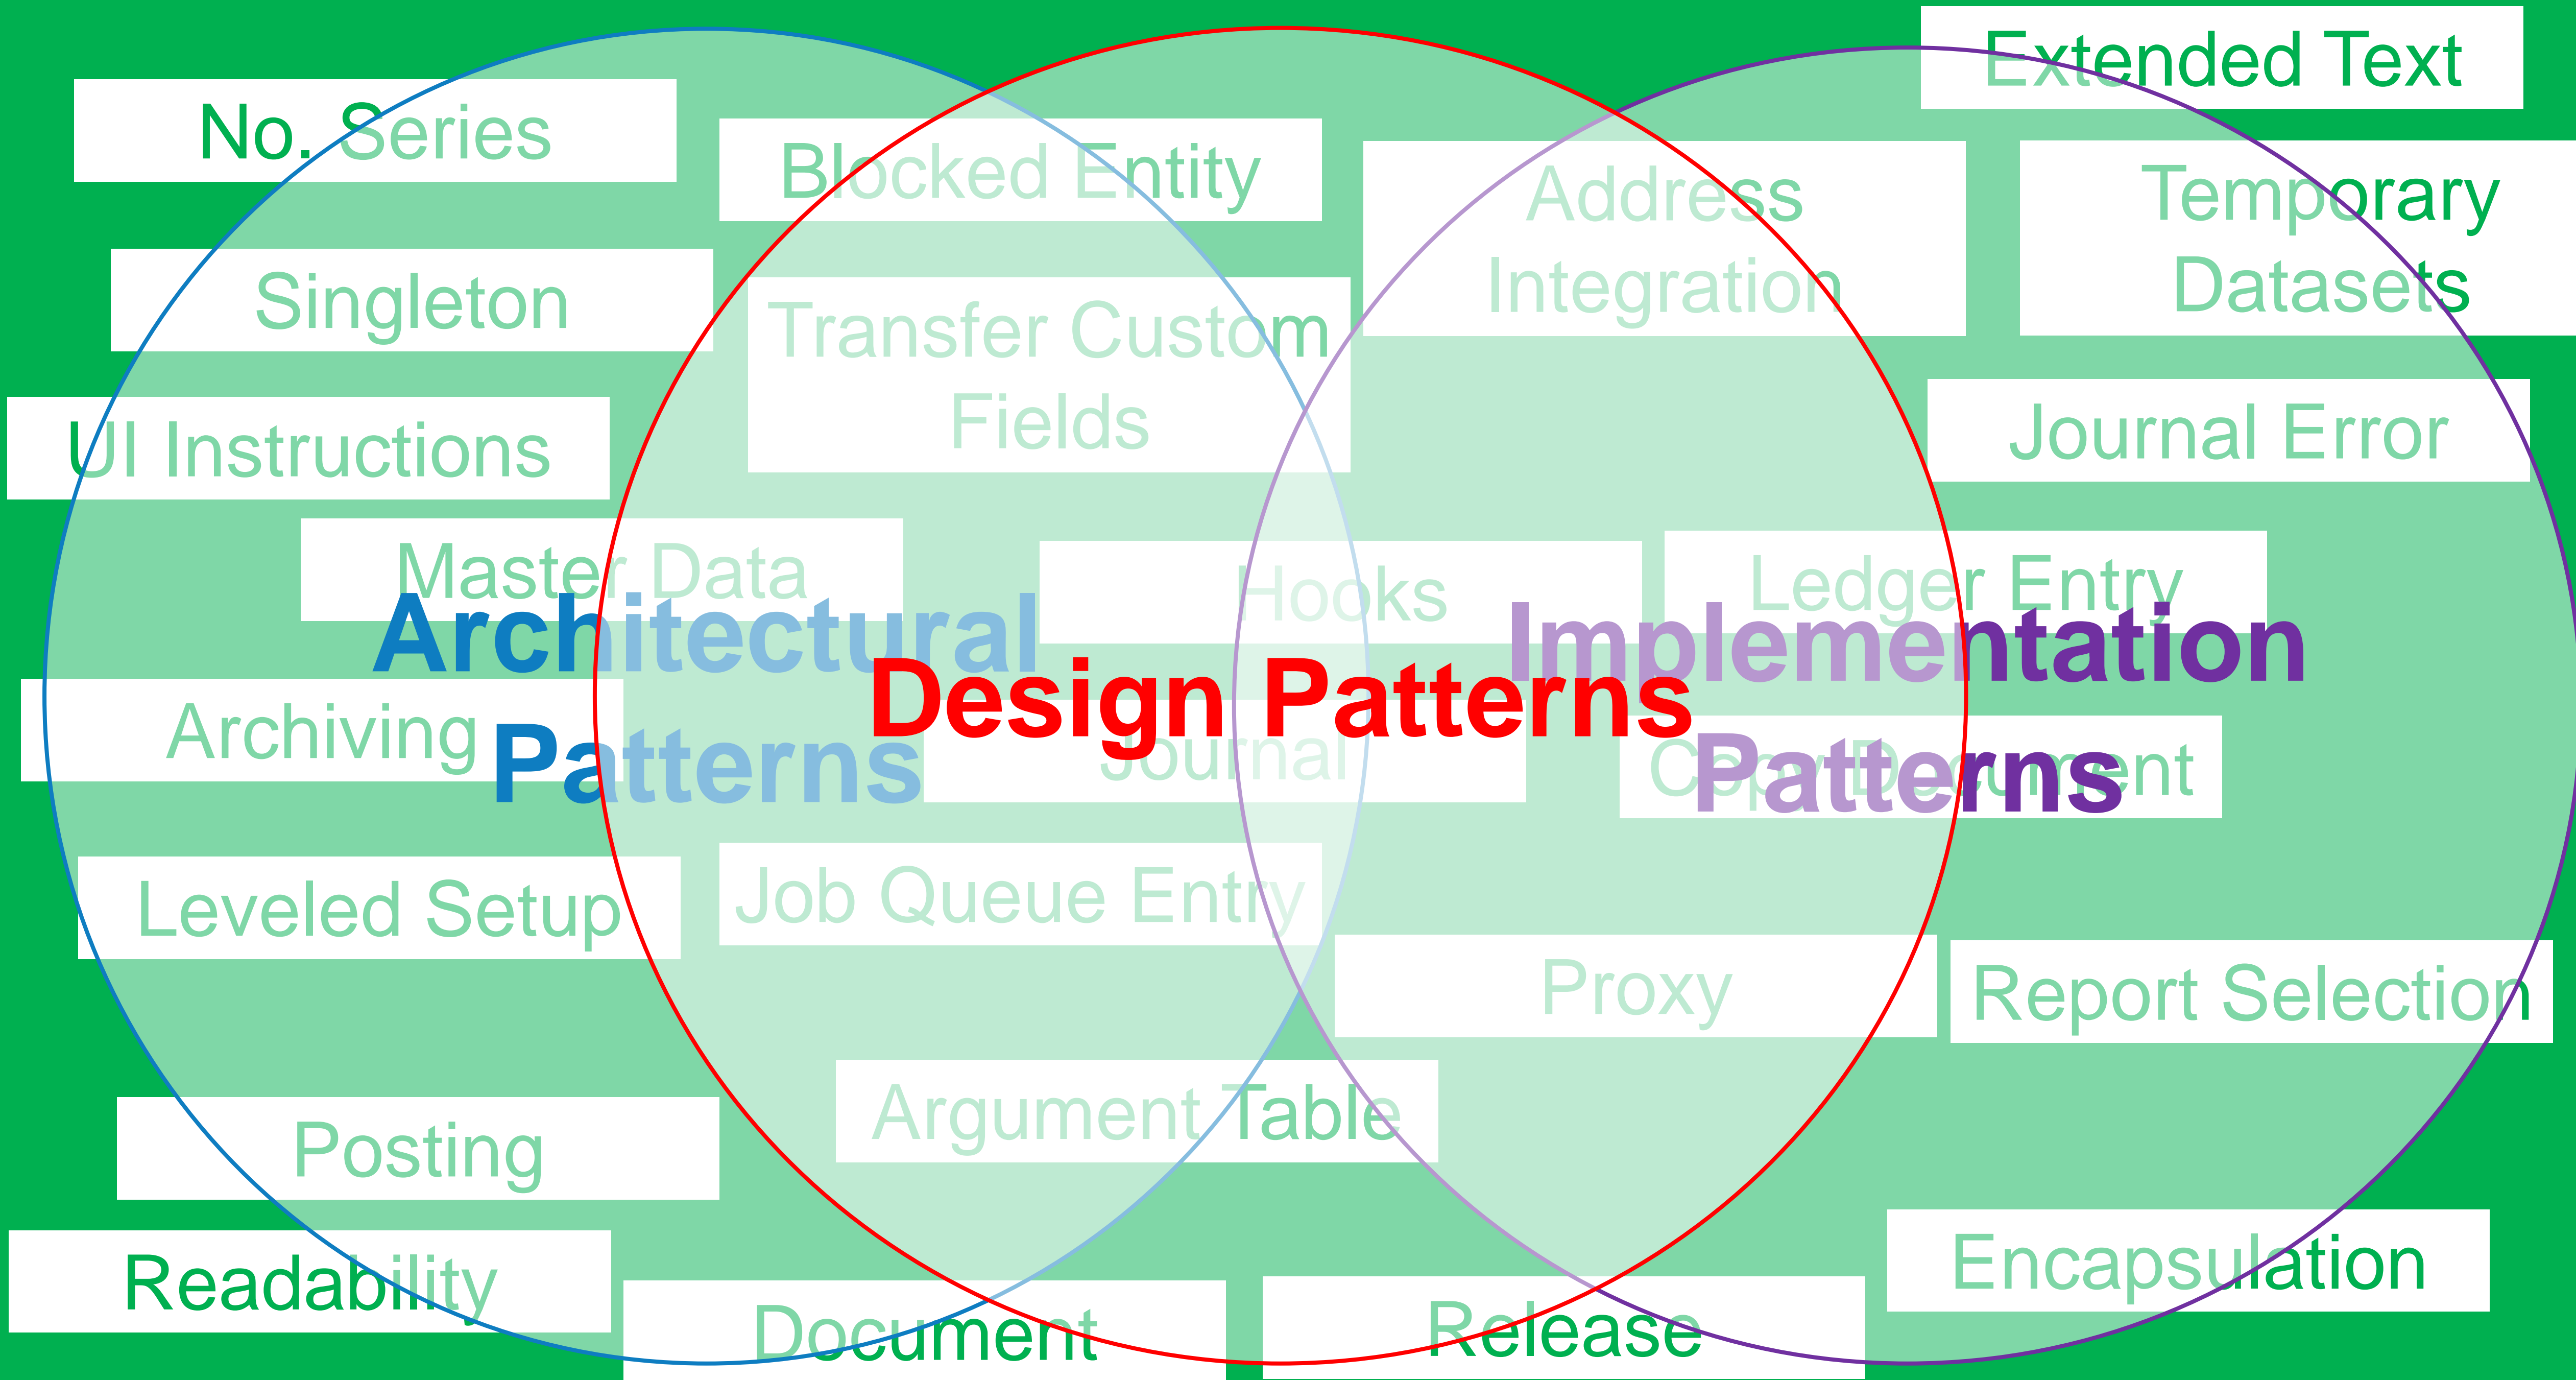 Extended Text
No. Series
Blocked Entity
Address
Integration
Temporary
Datasets
Singleton
Transfer Custom
Fields
UI Instructions
Journal Error
Master Data
Hooks
Ledger Entry
Architectural
Patterns
Design Patterns
Implementation
Patterns
Archiving
Journal
Copy Document
Leveled Setup
Job Queue Entry
Proxy
Report Selection
Argument Table
Posting
Readability
Encapsulation
Document
Release